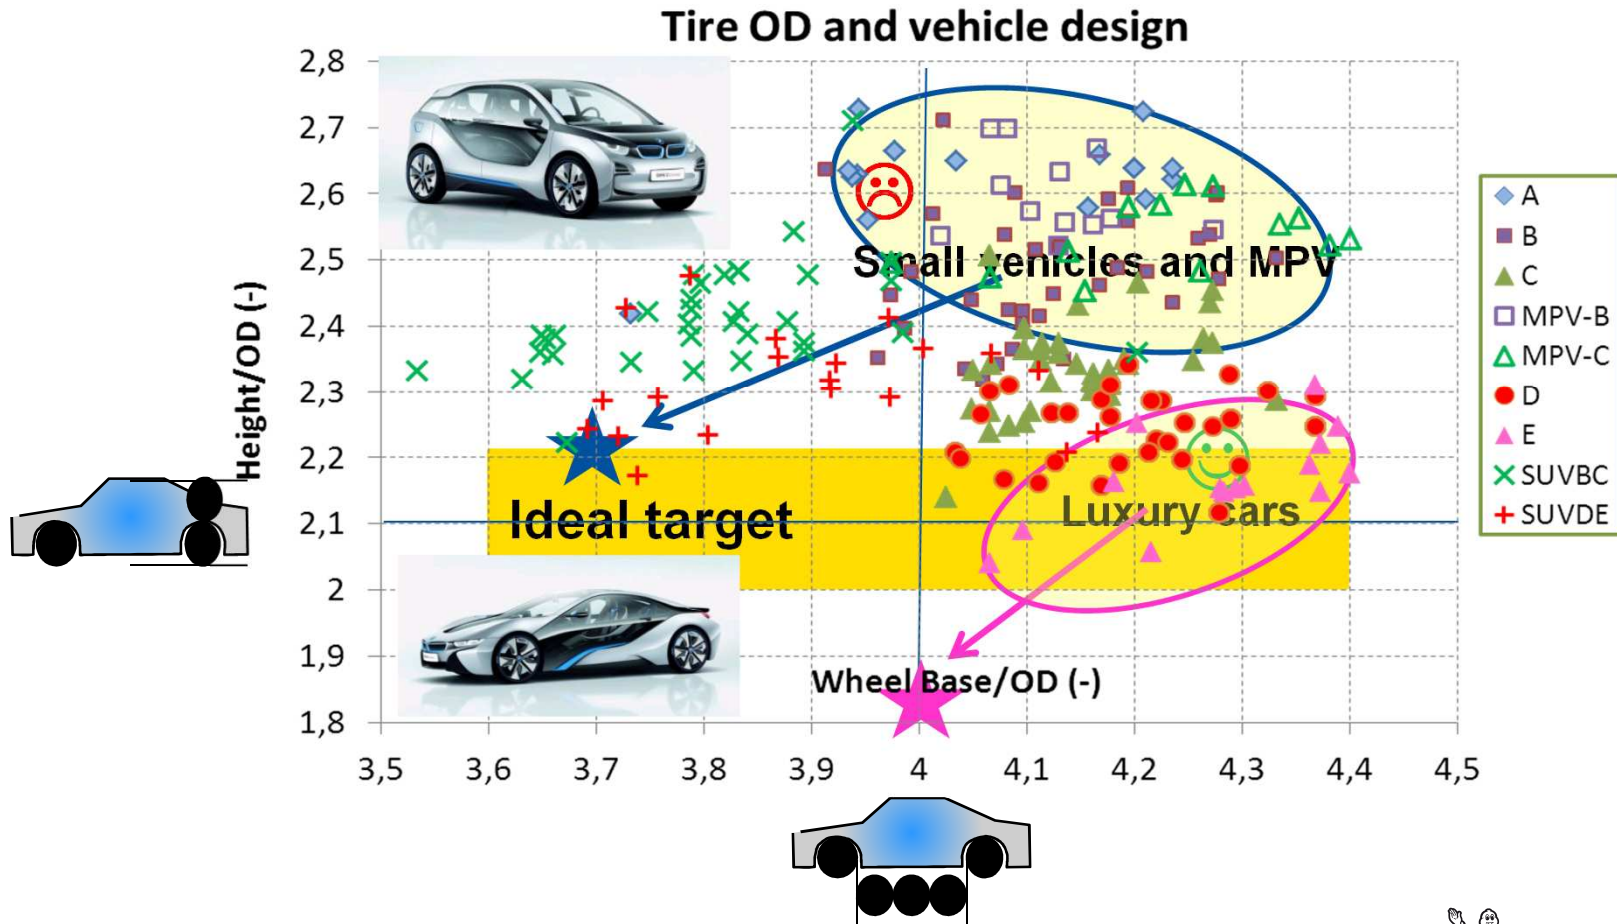 Tire OD and vehicle design
2,8
2,7
2,6
2,5
2,4
2,3
2,2
2,1
2
1,9
1,8
Height/OD (-)
Small vehicles and MPV
Ideal target
Luxury cars
Wheel Base/OD (-)
3,5 3,6 3,7 3,8 3,9 4 4,1 4,2 4,3 4,4 4,5
A
B
C
MPV-B
MPV-C
D
E
SUVBC
SUVDE